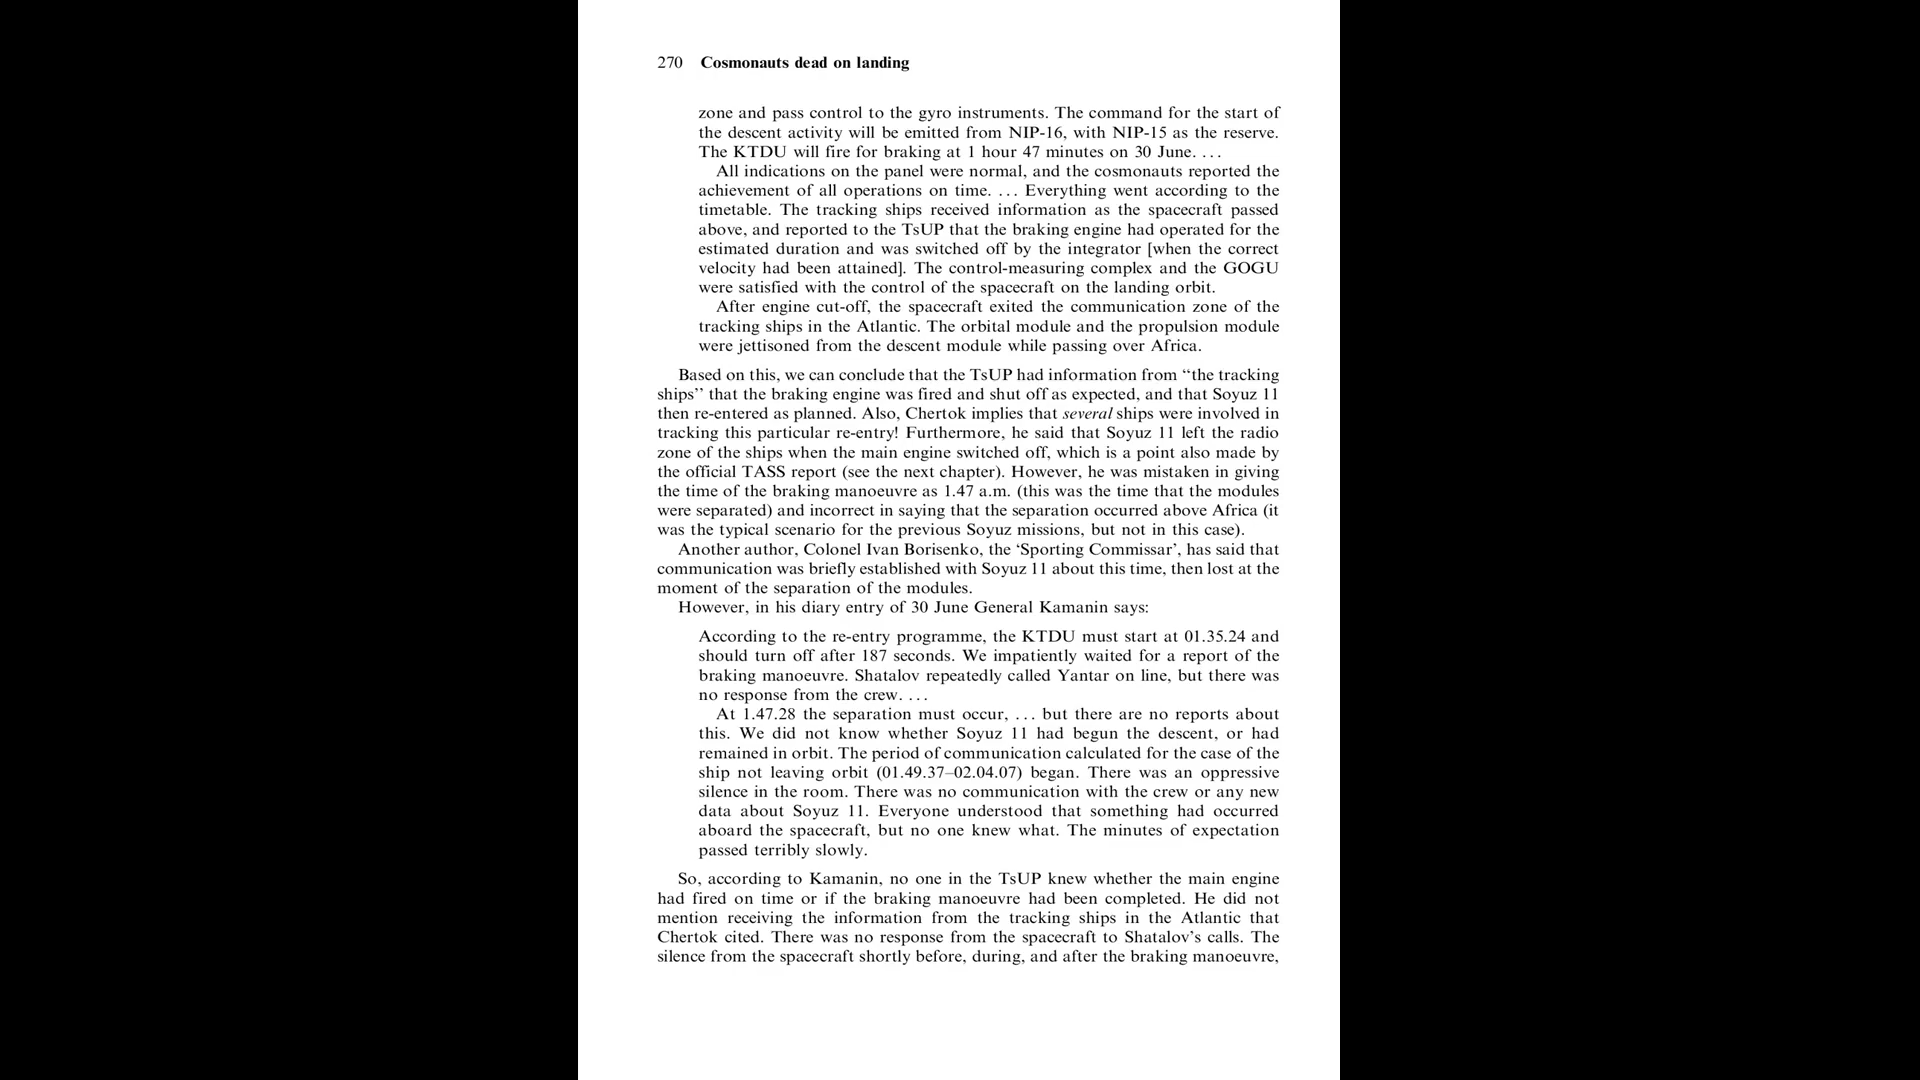 270 Cosmonauts dead on landing
zone and pass control to the gyro instruments. The command for the start of
the descent activity will be emitted from NIP-16, with NIP-15 as the reserve.
The KTDU will fire for braking at 1 hour 47 minutes on 30 June. ...
All indications on the panel were normal, and the cosmonauts reported the
achievement of all operations on time. ... Everything went according to the
timetable. The tracking ships received information as the spacecraft passed
above, and reported to the TsUP that the braking engine had operated for the
estimated duration and was switched off by the integrator [when the correct
velocity had been attained]. The control-measuring complex and the GOGU
were satisfied with the control of the spacecraft on the landing orbit.
After engine cut-off, the spacecraft exited the communication zone of the
tracking ships in the Atlantic. The orbital module and the propulsion module
were jettisoned from the descent module while passing over Africa.
Based on this, we can conclude that the TsUP had information from ‘‘the tracking
ships’’ that the braking engine was fired and shut off as expected, and that Soyuz 11
then re-entered as planned. Also, Chertok implies that several ships were involved in
tracking this particular re-entry! Furthermore, he said that Soyuz 11 left the radio
zone of the ships when the main engine switched off, which is a point also made by
the official TASS report (see the next chapter). However, he was mistaken in giving
the time of the braking manoeuvre as 1.47 a.m. (this was the time that the modules
were separated) and incorrect in saying that the separation occurred above Africa (it
was the typical scenario for the previous Soyuz missions, but not in this case).
Another author, Colonel Ivan Borisenko, the ‘Sporting Commissar’, has said that
communication was briefly established with Soyuz 11 about this time, then lost at the
moment of the separation of the modules.
However, in his diary entry of 30 June General Kamanin says:
According to the re-entry programme, the KTDU must start at 01.35.24 and
should turn off after 187 seconds. We impatiently waited for a report of the
braking manoeuvre. Shatalov repeatedly called Yantar on line, but there was
no response from the crew. ...
At 1.47.28 the separation must occur, ... but there are no reports about
this. We did not know whether Soyuz 11 had begun the descent, or had
remained in orbit. The period of communication calculated for the case of the
ship not leaving orbit (01.49.37–02.04.07) began. There was an oppressive
silence in the room. There was no communication with the crew or any new
data about Soyuz 11. Everyone understood that something had occurred
aboard the spacecraft, but no one knew what. The minutes of expectation
passed terribly slowly.
So, according to Kamanin, no one in the TsUP knew whether the main engine
had fired on time or if the braking manoeuvre had been completed. He did not
mention receiving the information from the tracking ships in the Atlantic that
Chertok cited. There was no response from the spacecraft to Shatalov’s calls. The
silence from the spacecraft shortly before, during, and after the braking manoeuvre,